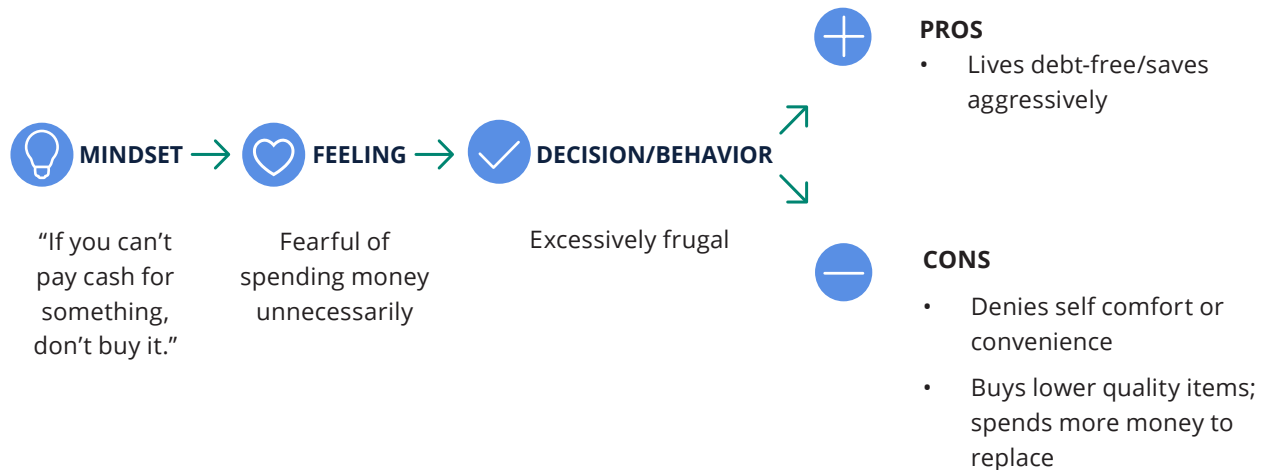 MINDSET
“If you can’t
pay cash for
something,
don’t buy it.”
FEELING
Fearful of
spending money
unnecessarily
DECISION/BEHAVIOR
Excessively frugal
PROS
• Lives debt-free/saves
aggressively
CONS
• Denies self comfort or
convenience
• Buys lower quality items;
spends more money to
replace